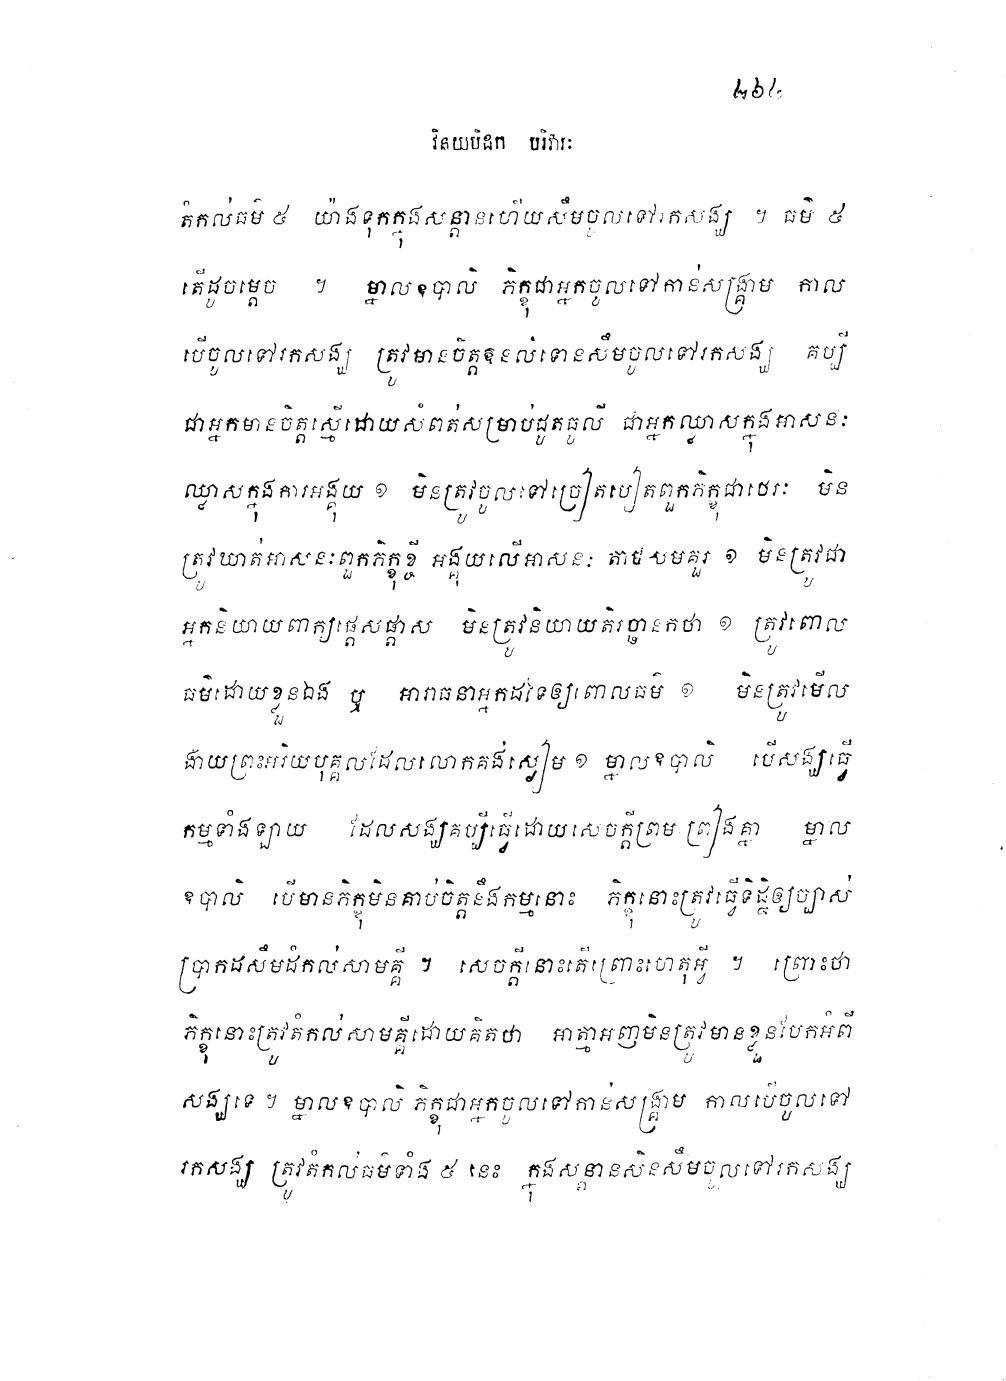 វិនយបិដក បរិវារៈ
តំកល់ធម៌ ៥ យ៉ាងទុកក្នុងសន្តានហើយសឹមចូលទៅរកសង្ឃ ។ ធម៌ ៥
តើដូចម្តេច ។ ម្នាលឧបាលិ ភិក្ខុជាអ្នកចូលទៅកាន់សង្គ្រាម កាល
បើចូលទៅរកសង្ឃ ត្រូវមានចិត្តឱនលំទោនសឹមចូលទៅរកសង្ឃ គប្បី
ជាអ្នកមានចិត្តស្មើដោយសំពត់សម្រាប់ជូតធូលី ជាអ្នកឈ្លាសក្នុងអាសនៈ
ឈ្លាសក្នុងការអង្គុយ ១ មិនត្រូវចូលទៅច្រៀតបៀតពួកភិក្ខុជាថេរៈ មិន
ត្រូវឃាត់អាសនៈពួកភិក្ខុខ្ចី អង្គុយលើអាសនៈ តាមសមគួរ ១ មិនត្រូវជា
អ្នកនិយាយពាក្យផ្តេសផ្តាស មិនត្រូវនិយាយតិរច្ឆានកថា ១ ត្រូវពោល
ធម៌ដោយខ្លួនឯង ឬ អារាធនាអ្នកដទៃឲ្យពោលធម៌ ១ មិនត្រូវមើល
ងាយព្រះអរិយបុគ្គលដែលលោកគង់ស្ងៀម ១ ម្នាលឧបាលិ បើសង្ឃធ្វើ
កម្មទាំងឡាយ ដែលសង្ឃគប្បីធ្វើដោយសេចក្តីព្រមព្រៀងគ្នា ម្នាល
ឧបាលិ បើមានភិក្ខុមិនគាប់ចិត្តនឹងកម្មនោះ ភិក្ខុនោះត្រូវធ្វើទិដ្ឋិឲ្យច្បាស់
ប្រាកដសឹមដំកល់សាមគ្គី ។ សេចក្តីនោះតើព្រោះហេតុអ្វី ។ ព្រោះថា
ភិក្ខុនោះត្រូវតំកល់សាមគ្គីដោយគិតថា អាត្មាអញមិនត្រូវមានខ្លួនបែកអំពី
សង្ឃទេ ។ ម្នាលឧបាលិ ភិក្ខុជាអ្នកចូលទៅកាន់សង្គ្រាម កាលបើចូលទៅ
រកសង្ឃ ត្រូវតំកល់ធម៌ទាំង ៥ នេះ ក្នុងសន្តានសិនសឹមចូលទៅរកសង្ឃ